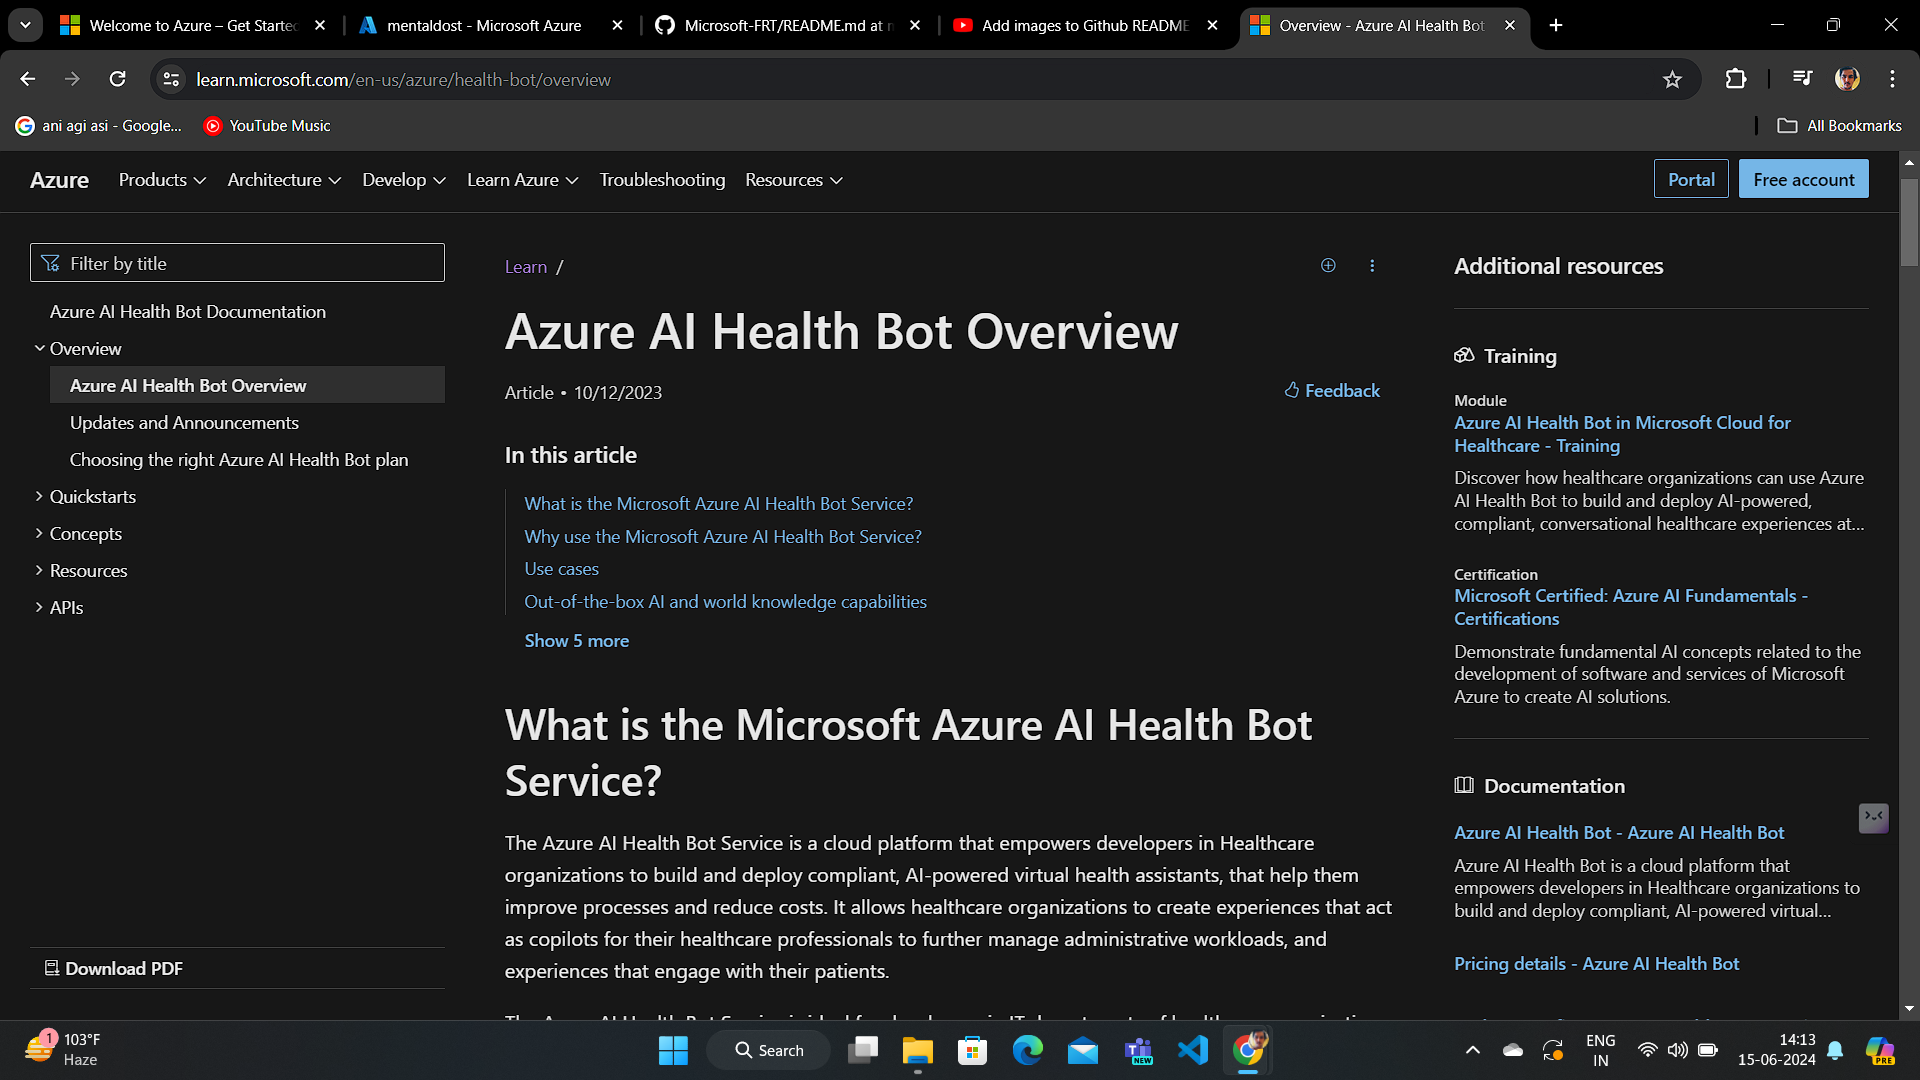 Welcome to Azure – Get Started
mentaldost - Microsoft Azure
Microsoft-FRT/README.md at
Add images to Github README
Overview - Azure AI Health Bot
learn.microsoft.com/en-us/azure/health-bot/overview
ani agi asi - Google...
YouTube Music
All Bookmarks
Azure
Products
Architecture
Develop
Learn Azure
Troubleshooting
Resources
Portal
Free account
Filter by title
Azure AI Health Bot Documentation
Overview
Azure AI Health Bot Overview
Updates and Announcements
Choosing the right Azure AI Health Bot plan
Quickstarts
Concepts
Resources
APIs
Download PDF
Learn /
Azure AI Health Bot Overview
Article • 10/12/2023
Feedback
In this article
What is the Microsoft Azure AI Health Bot Service?
Why use the Microsoft Azure AI Health Bot Service?
Use cases
Out-of-the-box AI and world knowledge capabilities
Show 5 more
What is the Microsoft Azure AI Health Bot
Service?
The Azure AI Health Bot Service is a cloud platform that empowers developers in Healthcare
organizations to build and deploy compliant, AI-powered virtual health assistants, that help them
improve processes and reduce costs. It allows healthcare organizations to create experiences that act
as copilots for their healthcare professionals to further manage administrative workloads, and
experiences that engage with their patients.
Additional resources
Training
Module
Azure AI Health Bot in Microsoft Cloud for
Healthcare - Training
Discover how healthcare organizations can use Azure
AI Health Bot to build and deploy AI-powered,
compliant, conversational healthcare experiences at...
Certification
Microsoft Certified: Azure AI Fundamentals -
Certifications
Demonstrate fundamental AI concepts related to the
development of software and services of Microsoft
Azure to create AI solutions.
Documentation
Azure AI Health Bot - Azure AI Health Bot
Azure AI Health Bot is a cloud platform that
empowers developers in Healthcare organizations to
build and deploy compliant, AI-powered virtual...
Pricing details - Azure AI Health Bot
1
103°F
Haze
Search
NEW
ENG
IN
14:13
15-06-2024
PRE